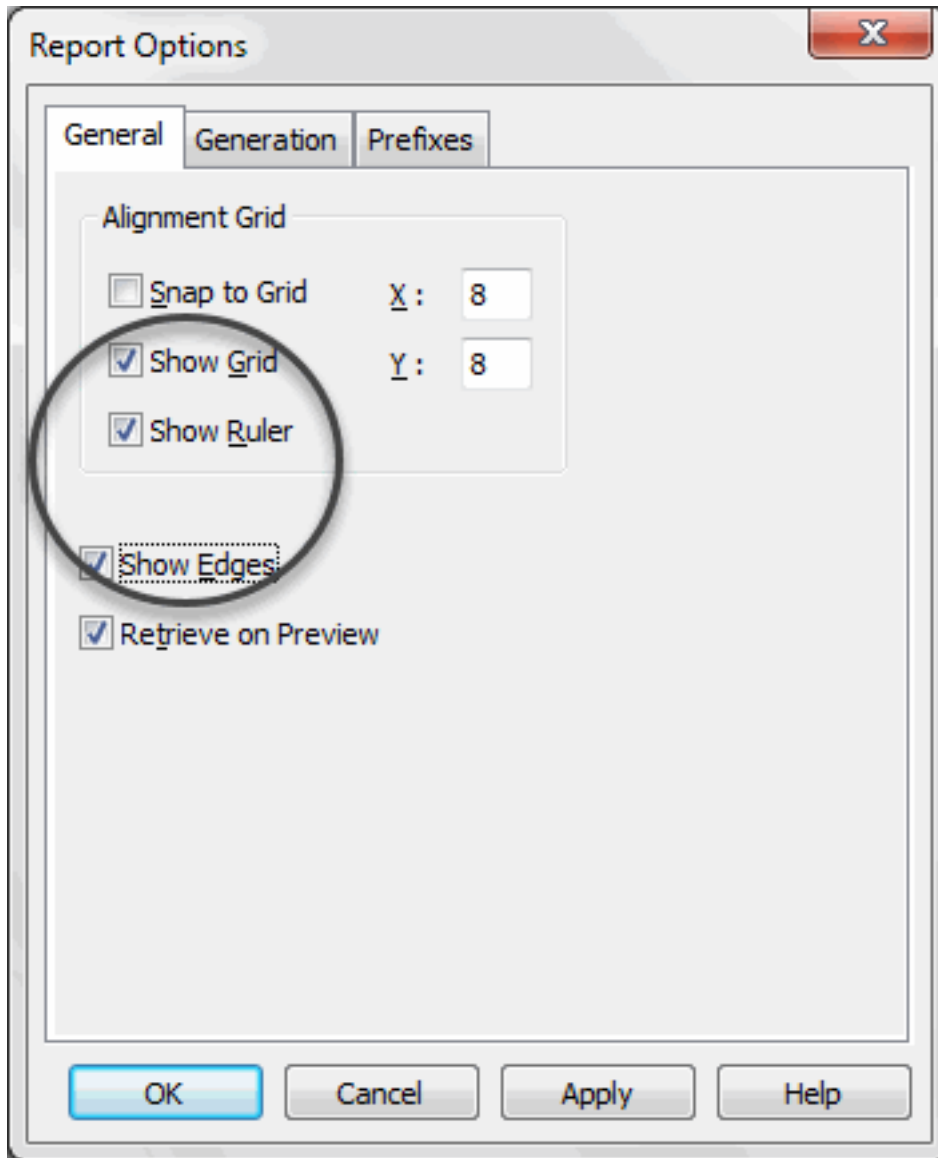 Report Options
General Generation Prefixes
Alignment Grid
Snap to Grid X : 8
Show Grid Y : 8
Show Ruler
Show Edges
Retrieve on Preview
OK Cancel Apply Help